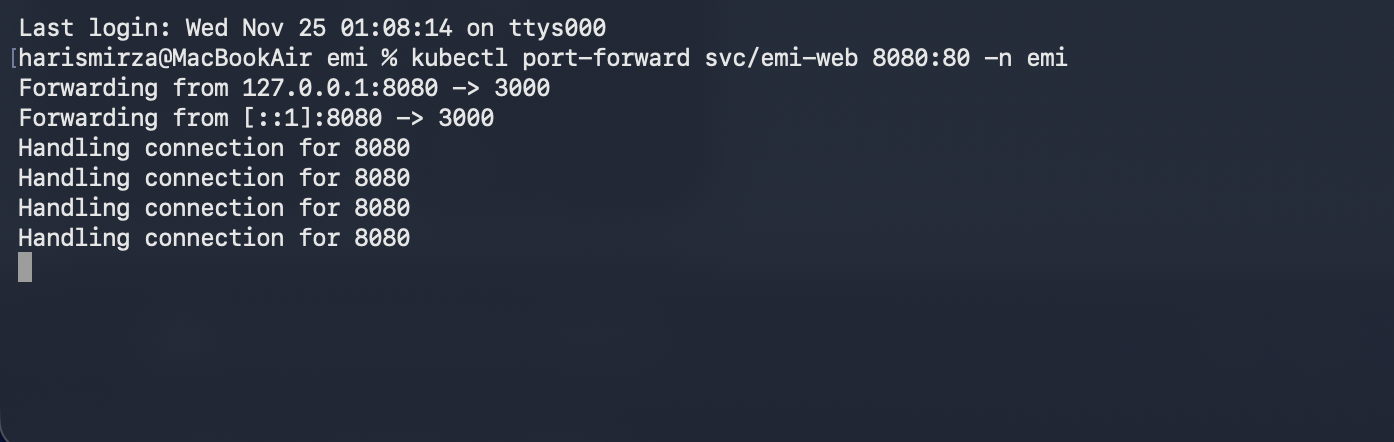 Last login: Wed Nov 25 01:08:14 on ttys000
[harismirza@MacBookAir emi % kubectl port-forward svc/emi-web 8080:80 -n emi
Forwarding from 127.0.0.1:8080 -> 3000
Forwarding from [::1]:8080 -> 3000
Handling connection for 8080
Handling connection for 8080
Handling connection for 8080
Handling connection for 8080